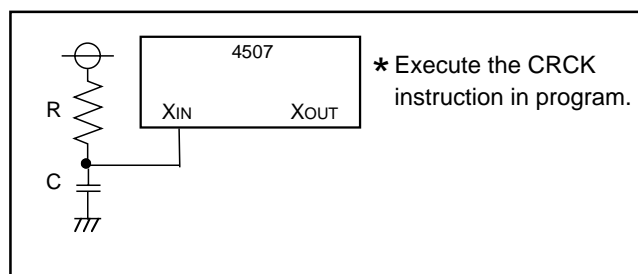 4507
* Execute the CRCK
instruction in program.
R
XIN XOUT
C